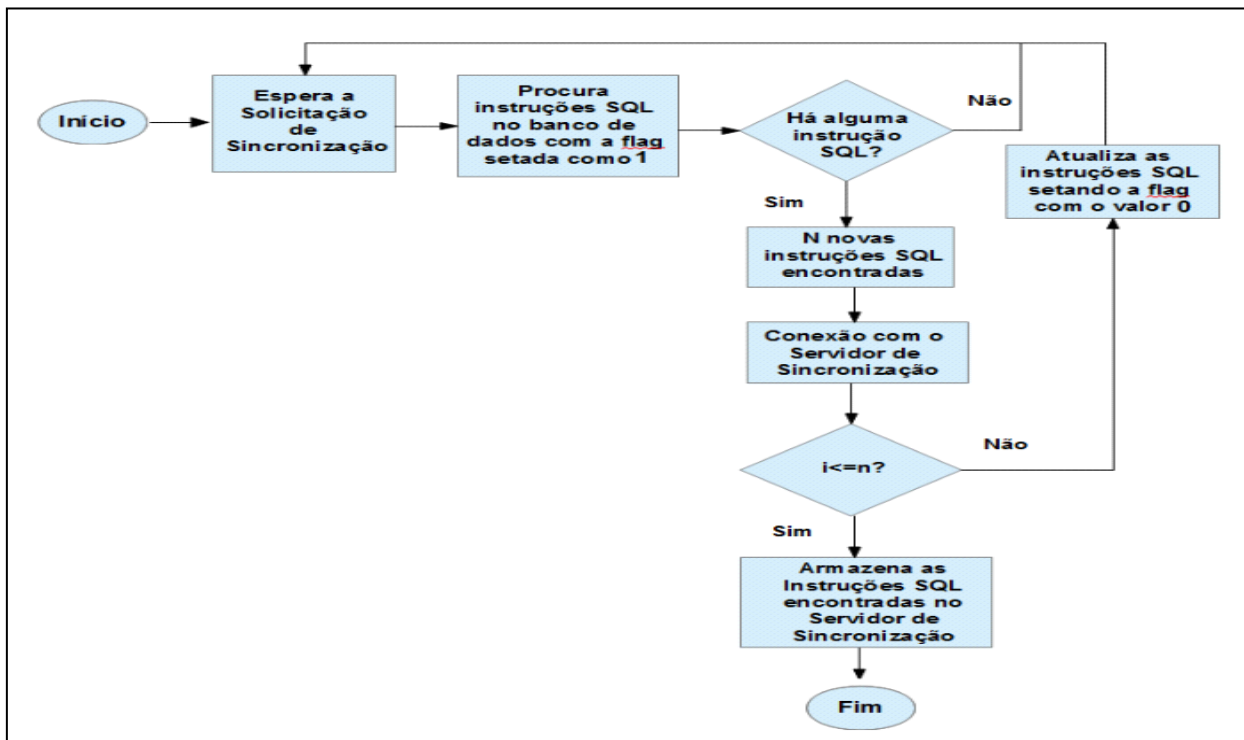 Início
Espera a
Solicitação
de
Sincronização
Procura
instruções SQL
no banco de
dados com a flag
setada como 1
Há alguma
instrução
SQL?
Não
Atualiza as
instruções SQL
setando a flag
com o valor 0
Sim
N novas
instruções SQL
encontradas
Conexão com o
Servidor de
Sincronização
i<=n?
Não
Sim
Armazena as
Instruções SQL
encontradas no
Servidor de
Sincronização
Fim